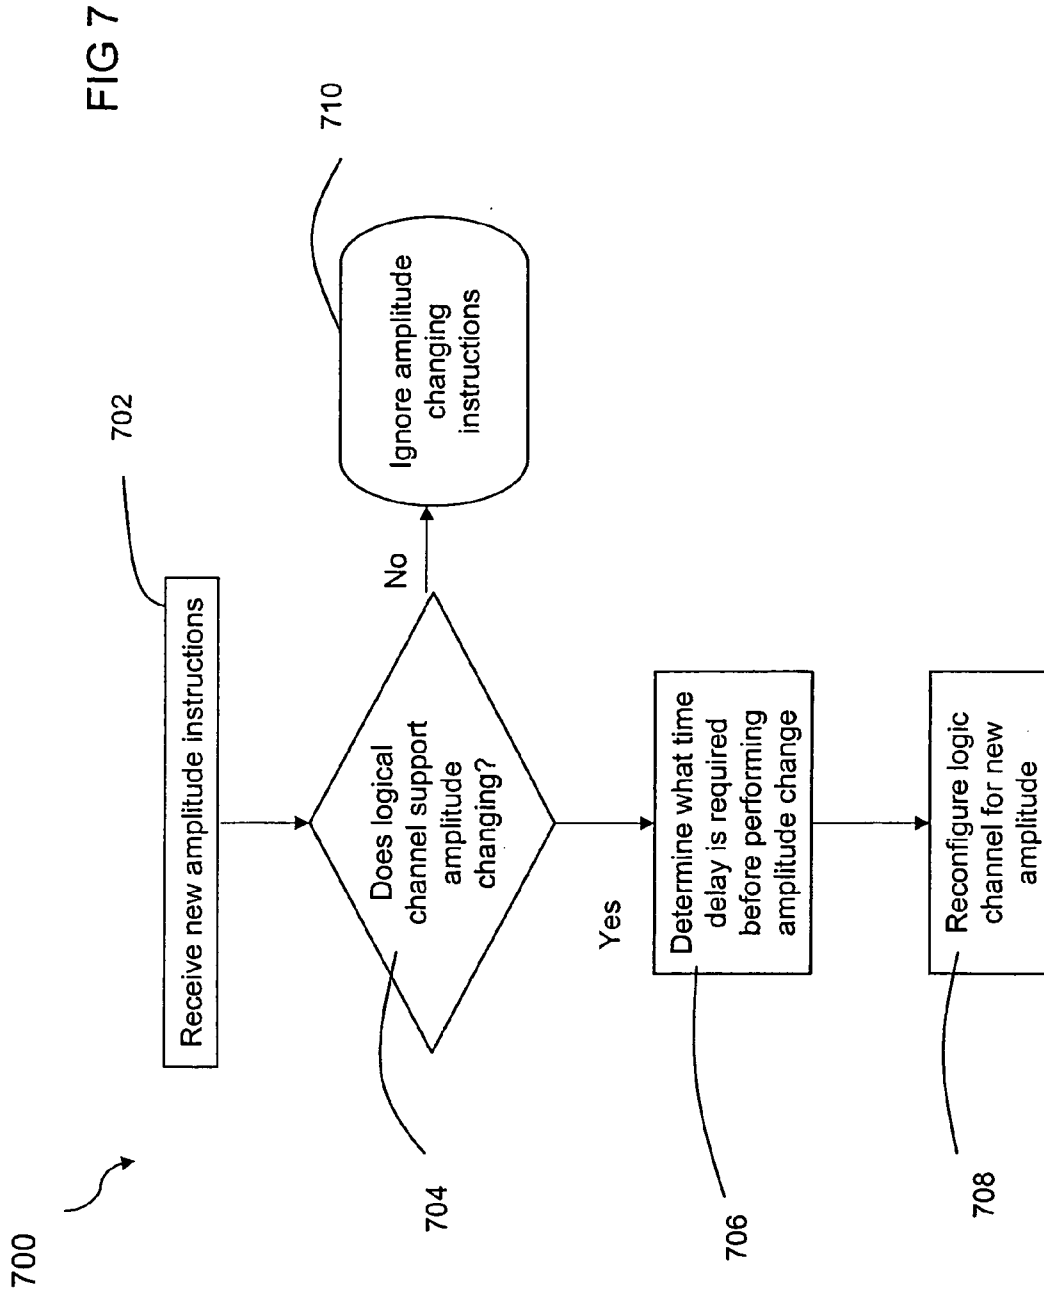 FIG 7
700
702
Receive new amplitude instructions
704
Does logical
channel support
amplitude
changing?
No
710
Ignore amplitude
changing
instructions
Yes
706
Determine what time
delay is required
before performing
amplitude change
708
Reconfigure logic
channel for new
amplitude